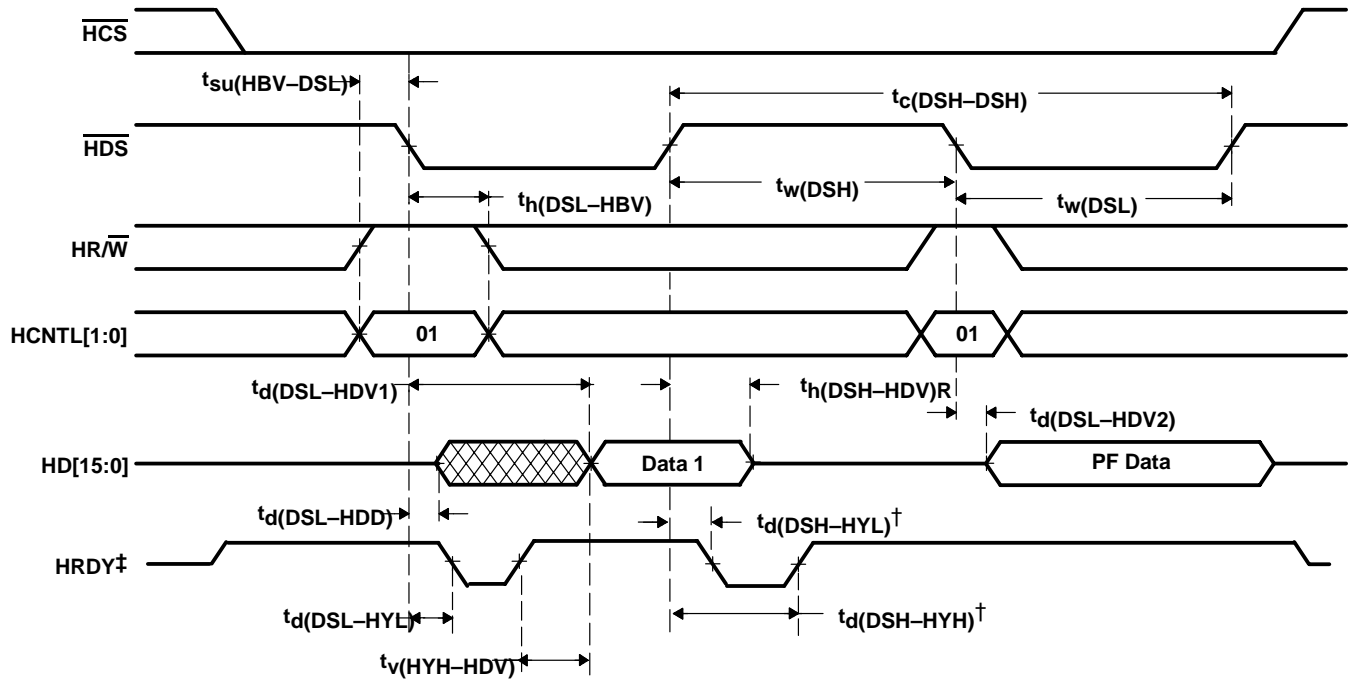 HCS
tsu(HBV–DSL)
tc(DSH–DSH)
HDS
tw(DSH)
th(DSL–HBV)
tw(DSL)
HR/W
HCNTL[1:0]
01
01
td(DSL–HDV1)
th(DSH–HDV)R
td(DSL–HDV2)
HD[15:0]
Data 1
PF Data
td(DSL–HDD)
td(DSH–HYL)†
HRDY‡
td(DSL–HYL)
td(DSH–HYH)†
tv(HYH–HDV)